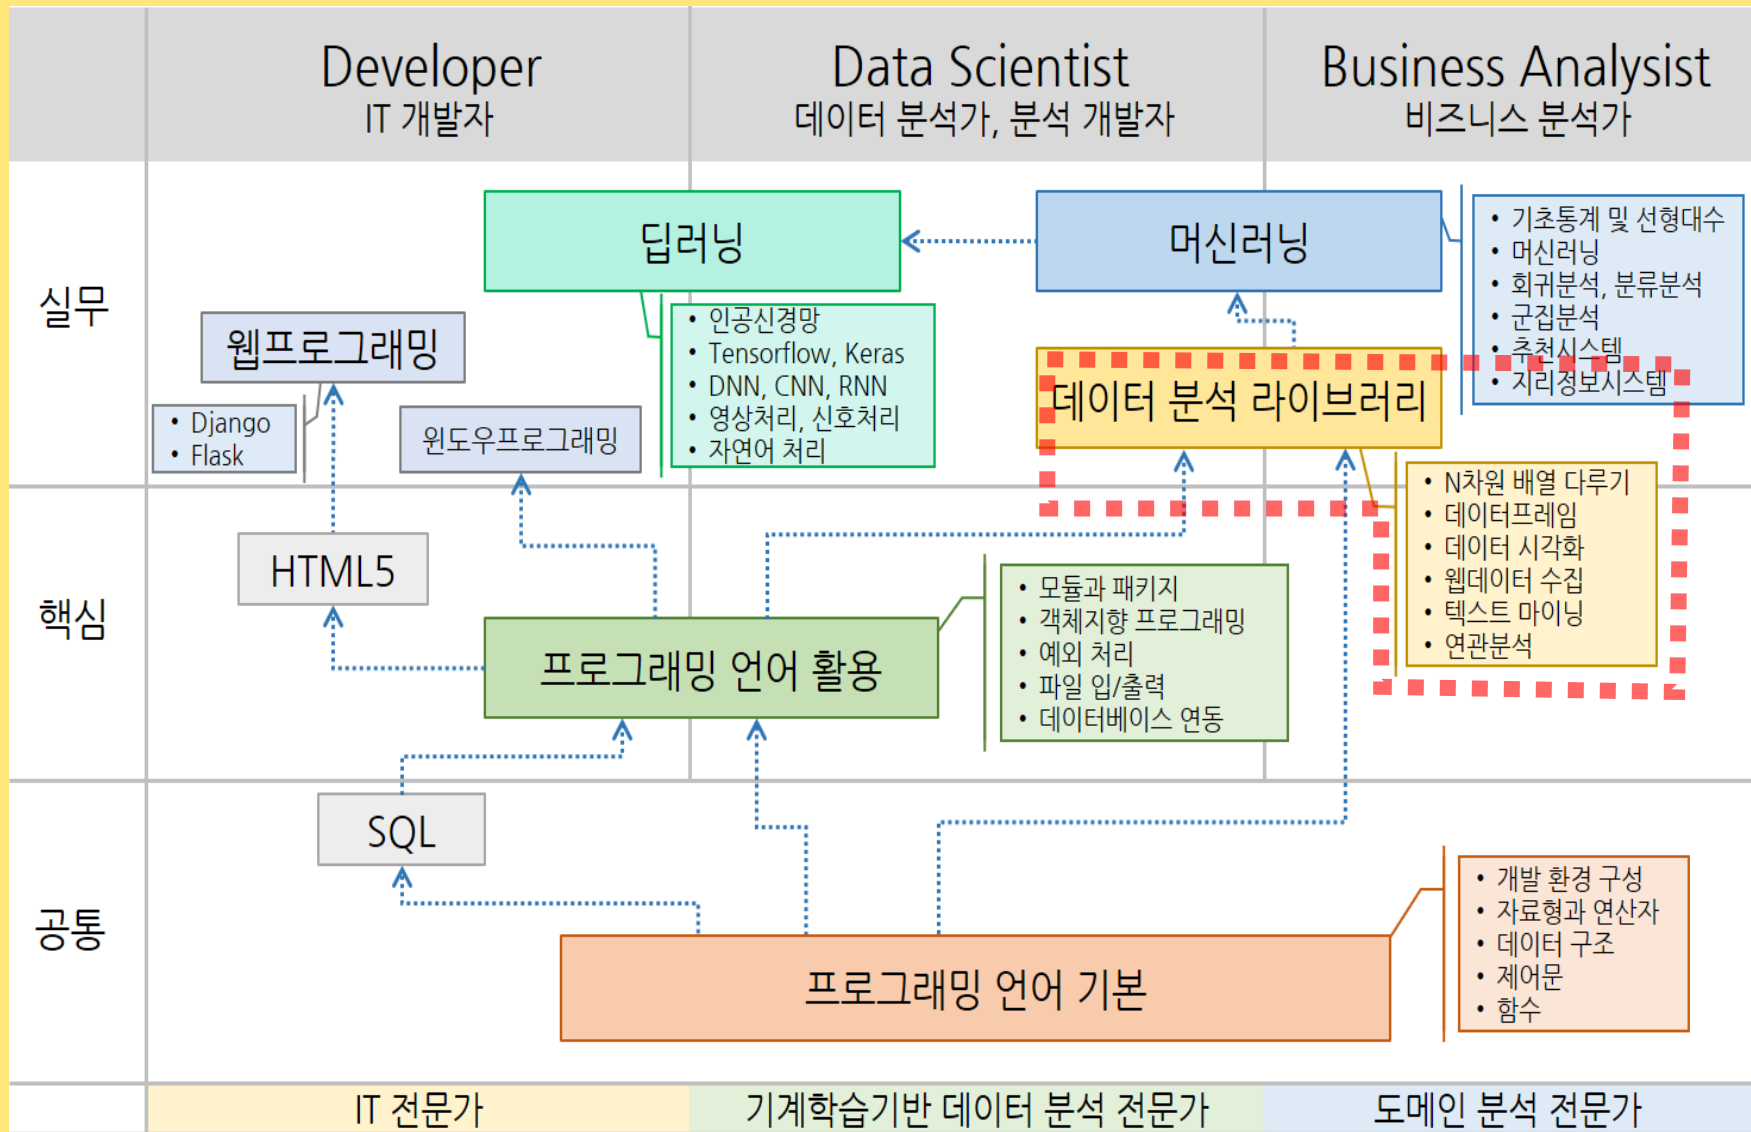 Developer
IT 개발자
Data Scientist
데이터 분석가, 분석 개발자
Business Analysist
비즈니스 분석가
실무
딥러닝
머신러닝
• 기초통계 및 선형대수
• 머신러닝
• 회귀분석, 분류분석
• 군집분석
• 추천시스템
• 지리정보시스템
웹프로그래밍
• Django
• Flask
윈도우프로그래밍
• 인공신경망
• Tensorflow, Keras
• DNN, CNN, RNN
• 영상처리, 신호처리
• 자연어 처리
데이터 분석 라이브러리
• N차원 배열 다루기
• 데이터프레임
• 데이터 시각화
• 웹데이터 수집
• 텍스트 마이닝
• 연관분석
핵심
HTML5
프로그래밍 언어 활용
• 모듈과 패키지
• 객체지향 프로그래밍
• 예외 처리
• 파일 입/출력
• 데이터베이스 연동
공통
SQL
프로그래밍 언어 기본
• 개발 환경 구성
• 자료형과 연산자
• 데이터 구조
• 제어문
• 함수
IT 전문가
기계학습기반 데이터 분석 전문가
도메인 분석 전문가